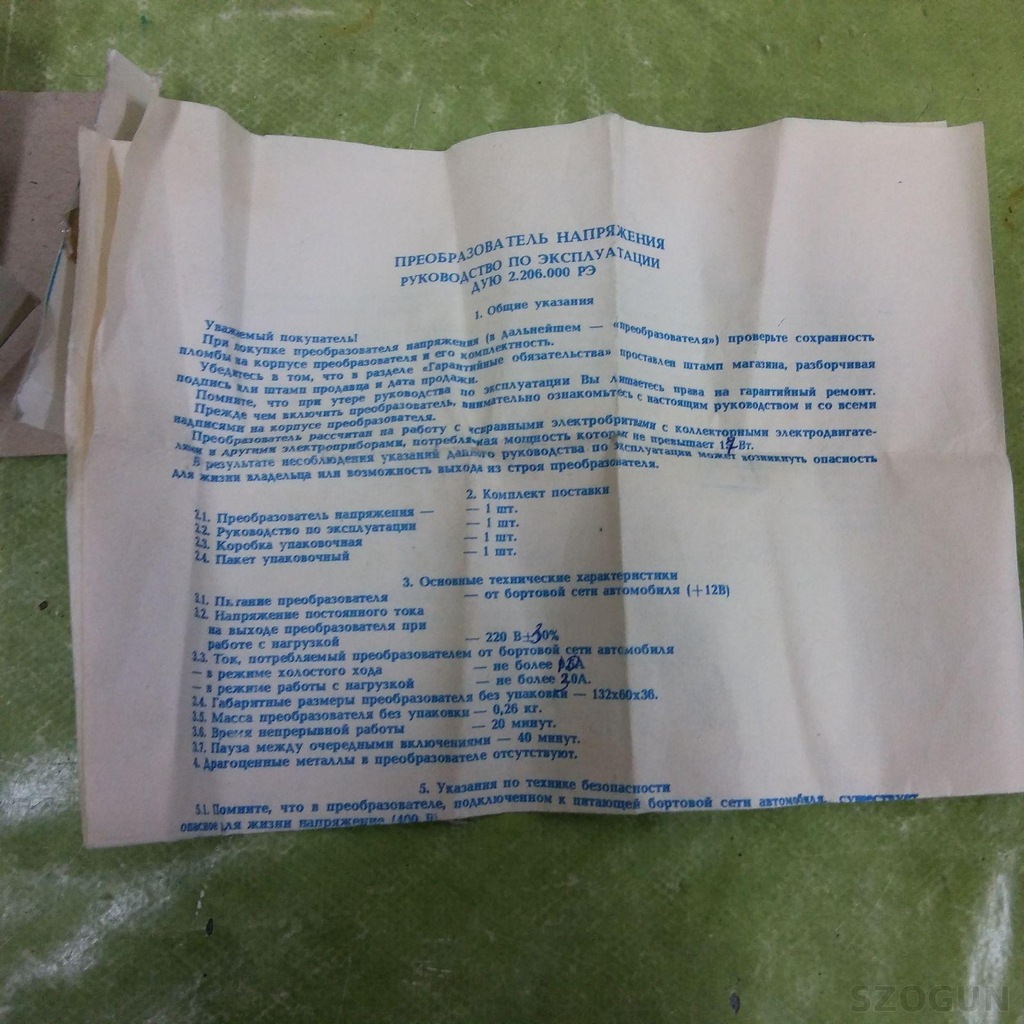 ПРЕОБРАЗОВАТЕЛЬ НАПРЯЖЕНИЯ
РУКОВОДСТВО ПО ЭКСПЛУАТАЦИИ
ДУЮ 2.206.000 РЭ
1. Общие указания
Уважаемый покупатель!
При покупке преобразователя напряжения (в дальнейшем — «преобразователя») проверьте сохранность
пломбы на корпусе преобразователя и его комплектность.
Убедитесь в том, что в разделе «Гарантийные обязательства» проставлен штамп магазина, разборчивая
подпись или штамп продавца и дата продажи.
Помните, что при утере руководства по эксплуатации Вы лишаетесь права на гарантийный ремонт.
Прежде чем включить преобразователь, внимательно ознакомьтесь с настоящим руководством и со всеми
надписями на корпусе преобразователя.
Преобразователь рассчитан на работу с исправными электробритвами с коллекторными электродвигате-
лями и другими электроприборами, потребляемая мощность которых не превышает Вт.
В результате несоблюдения указаний данного руководства по эксплуатации может возникнуть опасность
для жизни владельца или возможность выхода из строя преобразователя.
2. Комплект поставки
2.1. Преобразователь напряжения — — 1 шт.
2.2. Руководство по эксплуатации — 1 шт.
2.3. Коробка упаковочная — 1 шт.
2.4. Пакет упаковочный — 1 шт.
3. Основные технические характеристики
3.1. Питание преобразователя — от бортовой сети автомобиля (+12В)
3.2. Напряжение постоянного тока
на выходе преобразователя при
работе с нагрузкой — 220 В±30%
3.3. Ток, потребляемый преобразователем от бортовой сети автомобиля
— в режиме холостого хода — не более
— в режиме работы с нагрузкой — не более 3,0А.
3.4. Габаритные размеры преобразователя без упаковки — 132х60х36.
3.5. Масса преобразователя без упаковки — 0,26 кг.
3.6. Время непрерывной работы — 20 минут.
3.7. Пауза между очередными включениями — 40 минут.
4. Драгоценные металлы в преобразователе отсутствуют.
5. Указания по технике безопасности
5.1. Помните, что в преобразователе, подключенном к питающей бортовой сети автомобиля, существует
опасное для жизни напряжение (400 В)
SZOGUN